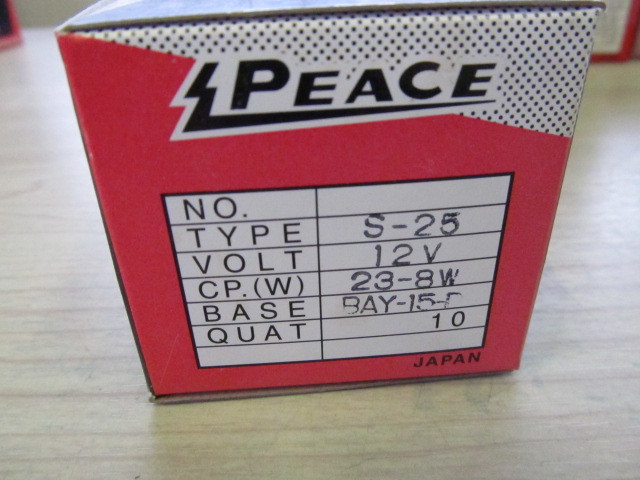 PEACE
NO.
TYPE S-25
VOLT 12V
CP.(W) 23-8W
BASE BAY-15-D
QUAT 10
JAPAN